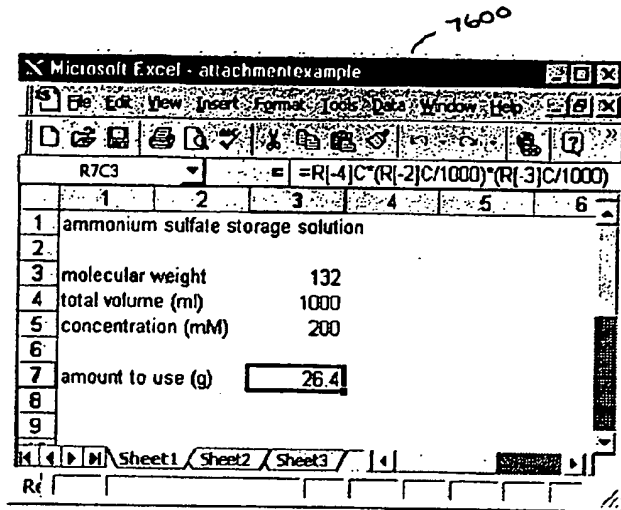 7600
Microsoft Excel - attachmentexample
File Edit View Insert Format Tools Data Window Help
R7C3 = =R[-4]C*(R[-2]C/1000)*(R[-3]C/1000)
1 2 3 4 5 6
1 ammonium sulfate storage solution
2
3 molecular weight 132
4 total volume (ml) 1000
5 concentration (mM) 200
6
7 amount to use (g) 26.4
8
9
Sheet1 Sheet2 Sheet3